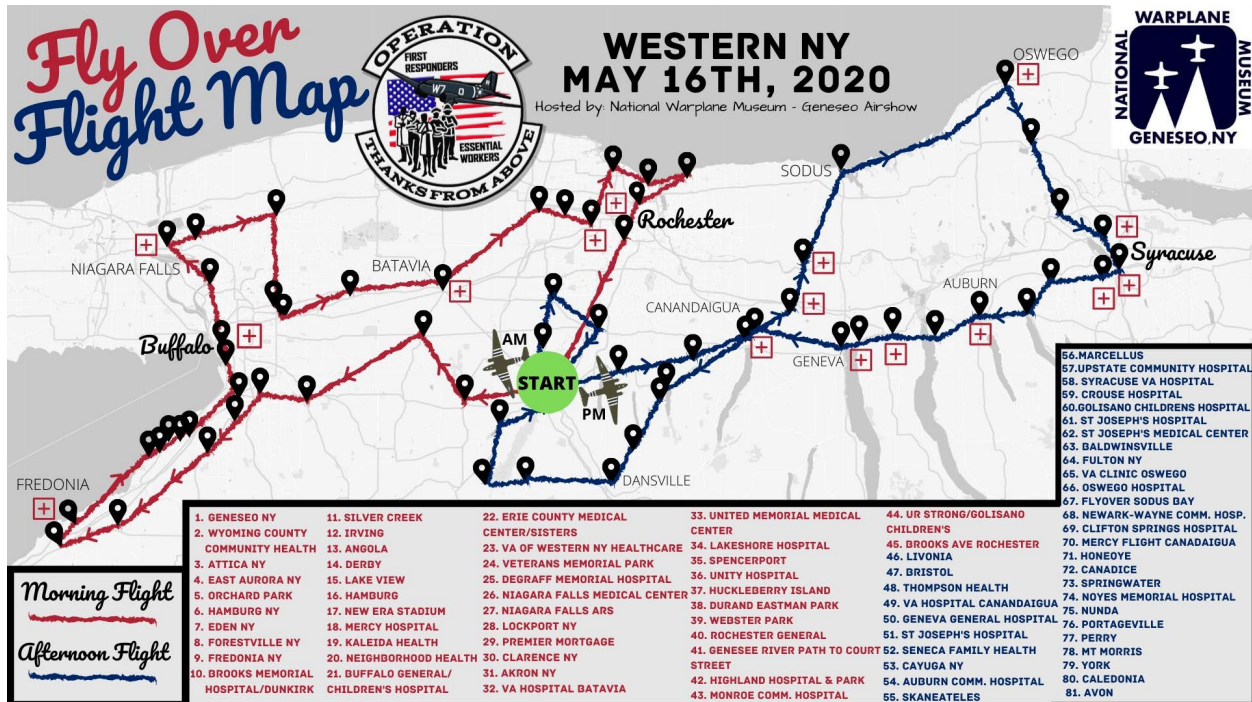 Fly Over
Flight Map
OPERATION
FIRST
RESPONDERS
W7 O
ESSENTIAL
WORKERS
THANKS FROM ABOVE
WESTERN NY
MAY 16TH, 2020
Hosted by: National Warplane Museum - Geneseo Airshow
WARPLANE
NATIONAL
MUSEUM
GENESEO, NY
OSWEGO
SODUS
Rochester
NIAGARA FALLS
BATAVIA
Syracuse
AUBURN
CANANDAIGUA
Buffalo
GENEVA
AM
START
PM
FREDONIA
DANSVILLE
Morning Flight
Afternoon Flight
1. GENESEO NY
2. WYOMING COUNTY
COMMUNITY HEALTH
3. ATTICA NY
4. EAST AURORA NY
5. ORCHARD PARK
6. HAMBURG NY
7. EDEN NY
8. FORESTVILLE NY
9. FREDONIA NY
10. BROOKS MEMORIAL
HOSPITAL/DUNKIRK
11. SILVER CREEK
12. IRVING
13. ANGOLA
14. DERBY
15. LAKE VIEW
16. HAMBURG
17. NEW ERA STADIUM
18. MERCY HOSPITAL
19. KALEIDA HEALTH
20. NEIGHBORHOOD HEALTH
21. BUFFALO GENERAL/
CHILDREN'S HOSPITAL
22. ERIE COUNTY MEDICAL
CENTER/SISTERS
23. VA OF WESTERN NY HEALTHCARE
24. VETERANS MEMORIAL PARK
25. DEGRAFF MEMORIAL HOSPITAL
26. NIAGARA FALLS MEDICAL CENTER
27. NIAGARA FALLS ARS
28. LOCKPORT NY
29. PREMIER MORTGAGE
30. CLARENCE NY
31. AKRON NY
32. VA HOSPITAL BATAVIA
33. UNITED MEMORIAL MEDICAL
CENTER
34. LAKESHORE HOSPITAL
35. SPENCERPORT
36. UNITY HOSPITAL
37. HUCKLEBERRY ISLAND
38. DURAND EASTMAN PARK
39. WEBSTER PARK
40. ROCHESTER GENERAL
41. GENESEE RIVER PATH TO COURT
STREET
42. HIGHLAND HOSPITAL & PARK
43. MONROE COMM. HOSPITAL
44. UR STRONG/GOLISANO
CHILDREN'S
45. BROOKS AVE ROCHESTER
46. LIVONIA
47. BRISTOL
48. THOMPSON HEALTH
49. VA HOSPITAL CANANDAIGUA
50. GENEVA GENERAL HOSPITAL
51. ST JOSEPH'S HOSPITAL
52. SENECA FAMILY HEALTH
53. CAYUGA NY
54. AUBURN COMM. HOSPITAL
55. SKANEATELES
56.MARCELLUS
57.UPSTATE COMMUNITY HOSPITAL
58. SYRACUSE VA HOSPITAL
59. CROUSE HOSPITAL
60.GOLISANO CHILDRENS HOSPITAL
61. ST JOSEPH'S HOSPITAL
62. ST JOSEPH'S MEDICAL CENTER
63. BALDWINSVILLE
64. FULTON NY
65. VA CLINIC OSWEGO
66. OSWEGO HOSPITAL
67. FLYOVER SODUS BAY
68. NEWARK-WAYNE COMM. HOSP.
69. CLIFTON SPRINGS HOSPITAL
70. MERCY FLIGHT CANADAIGUA
71. HONEOYE
72. CANADICE
73. SPRINGWATER
74. NOYES MEMORIAL HOSPITAL
75. NUNDA
76. PORTAGEVILLE
77. PERRY
78. MT MORRIS
79. YORK
80. CALEDONIA
81. AVON